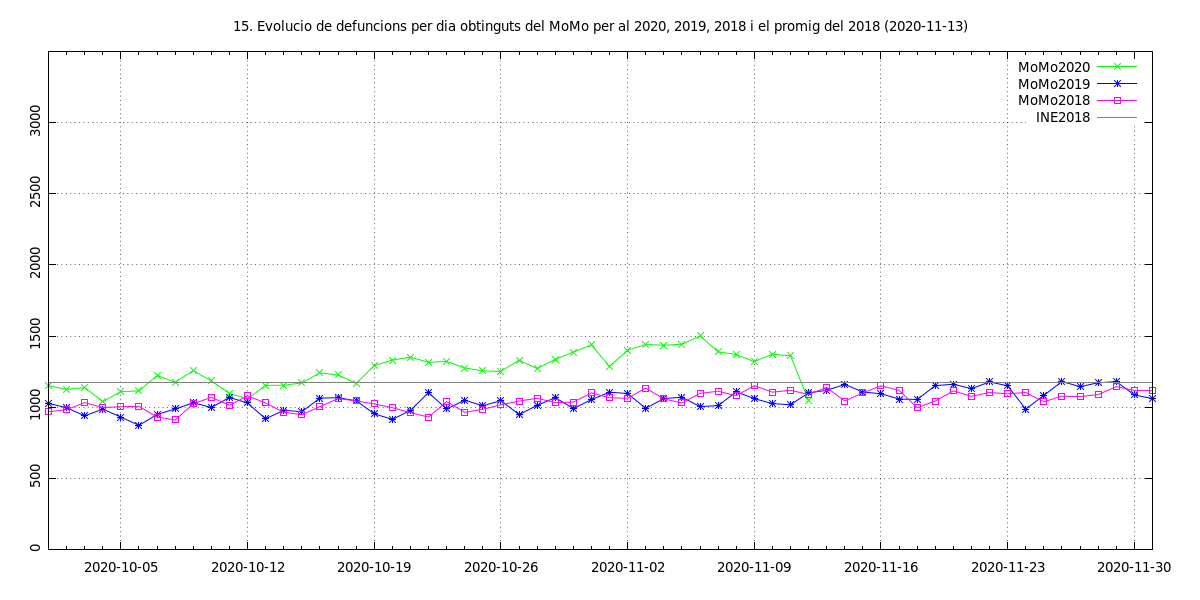 15. Evolucio de defuncions per dia obtinguts del MoMo per al 2020, 2019, 2018 i el promig del 2018 (2020-11-13)
MoMo2020
MoMo2019
MoMo2018
INE2018
3000
2500
2000
1500
1000
500
0
2020-10-05 2020-10-12 2020-10-19 2020-10-26 2020-11-02 2020-11-09 2020-11-16 2020-11-23 2020-11-30